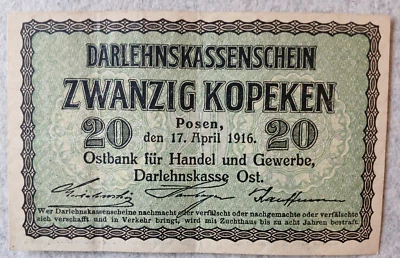 DARLEHNSKASSENSCHEIN
ZWANZIG KOPEKEN
20 Posen, 20
den 17. April 1916.
Ostbank für Handel und Gewerbe,
Darlehnskasse Ost.
Wer Darlehnskassenscheine nachmacht oder verfälscht oder nachgemachte oder verfälschte
sich verschafft und in Verkehr bringt, wird mit Zuchthaus bis zu acht Jahren bestraft.